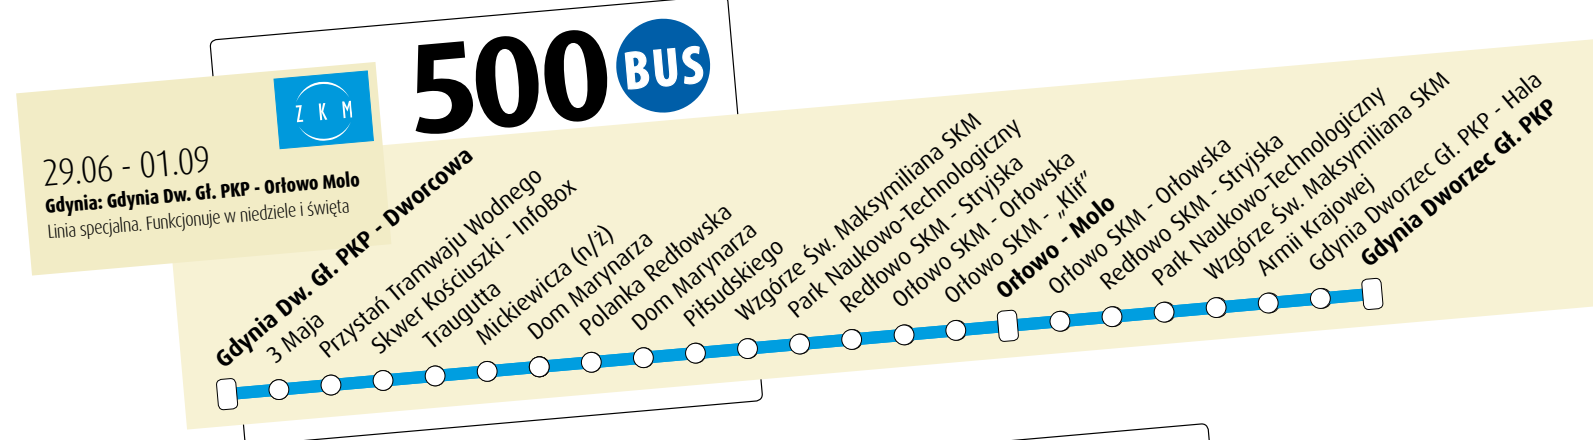 500
BUS
Z K M
29.06 - 01.09
Gdynia: Gdynia Dw. Gł. PKP - Orłowo Molo
Linia specjalna. Funkcjonuje w niedziele i święta
Gdynia Dw. Gł. PKP - Dworcowa
3 Maja
Przystań Tramwaju Wodnego
Skwer Kościuszki - InfoBox
Traugutta
Mickiewicza (n/ż)
Dom Marynarza
Polanka Redłowska
Dom Marynarza
Piłsudskiego
Wzgórze Św. Maksymiliana SKM
Park Naukowo-Technologiczny
Redłowo SKM - Stryjska
Orłowo SKM - Orłowska
Orłowo SKM - „Klif”
Orłowo - Molo
Orłowo SKM - Orłowska
Redłowo SKM - Stryjska
Park Naukowo-Technologiczny
Wzgórze Św. Maksymiliana SKM
Armii Krajowej
Gdynia Dworzec Gł. PKP - Hala
Gdynia Dworzec Gł. PKP